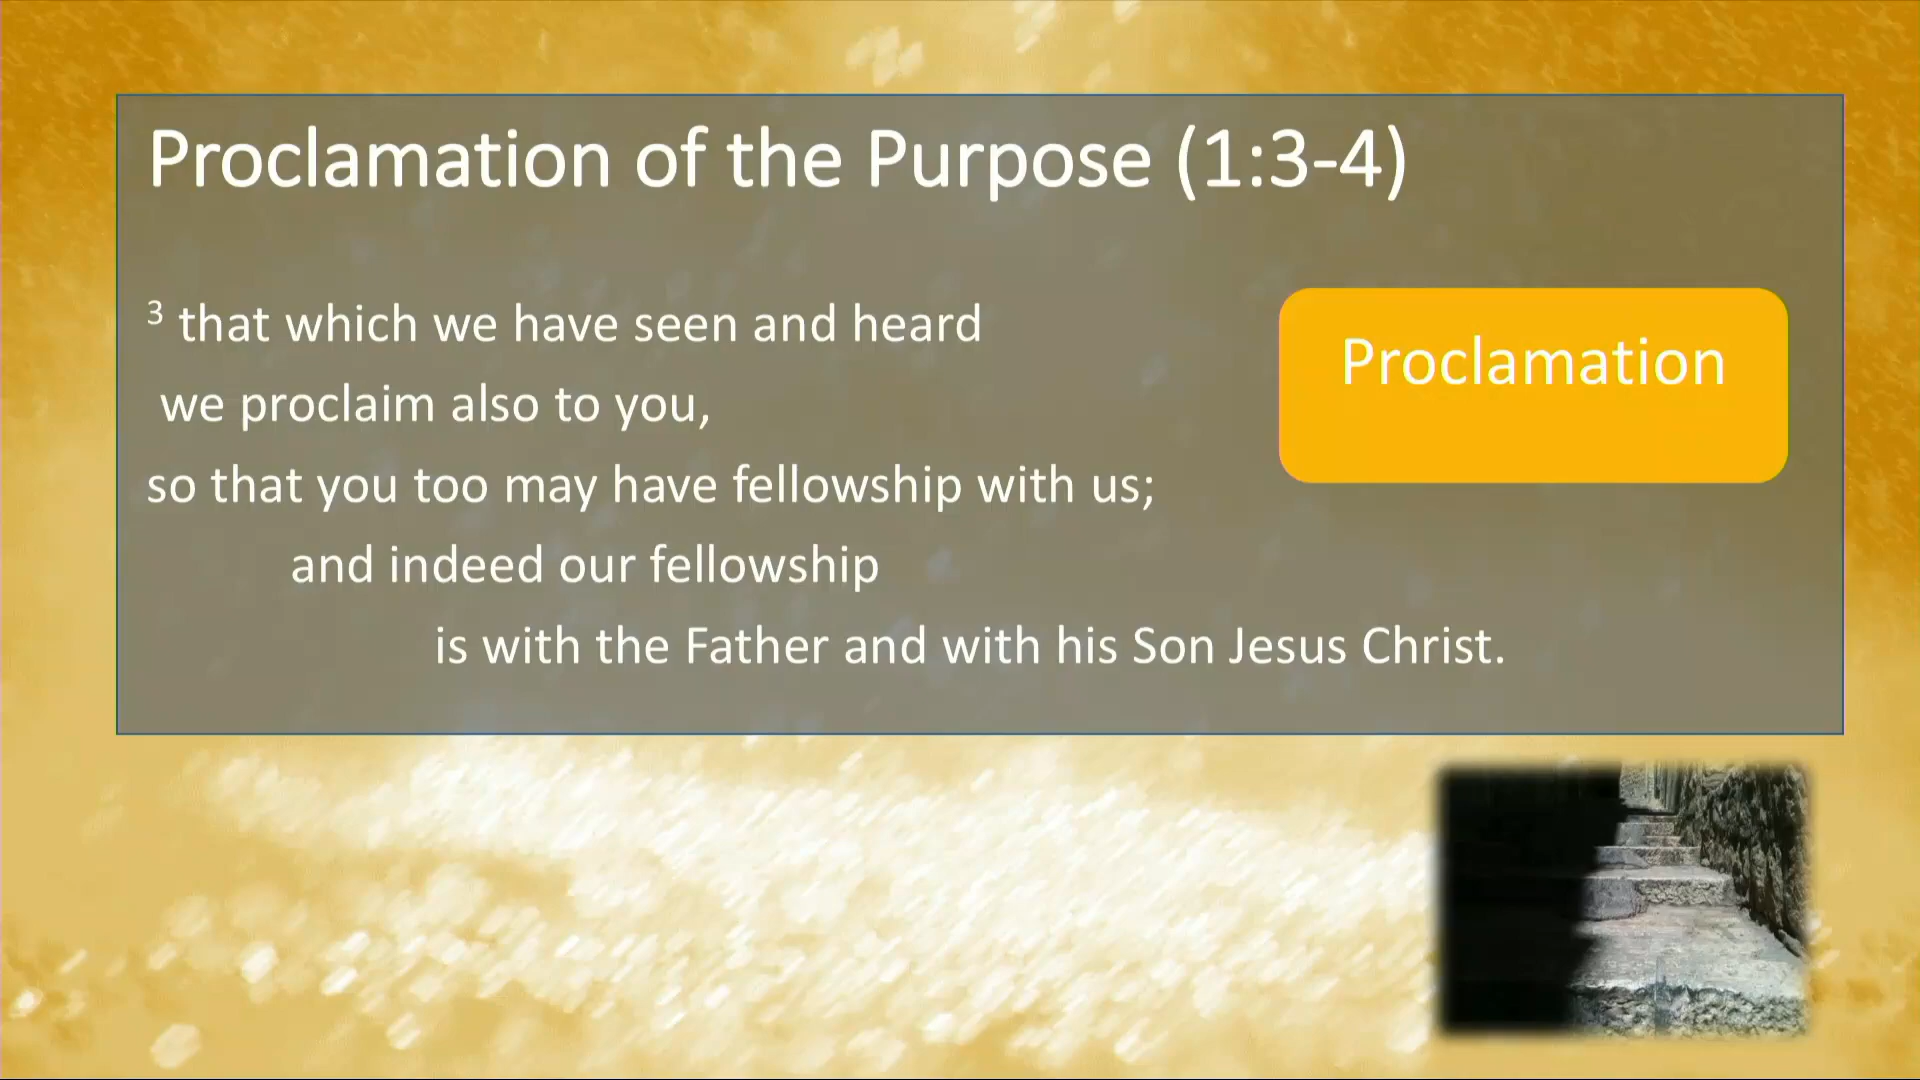 Proclamation of the Purpose (1:3-4)
³ that which we have seen and heard
we proclaim also to you,
so that you too may have fellowship with us;
and indeed our fellowship
is with the Father and with his Son Jesus Christ.
Proclamation